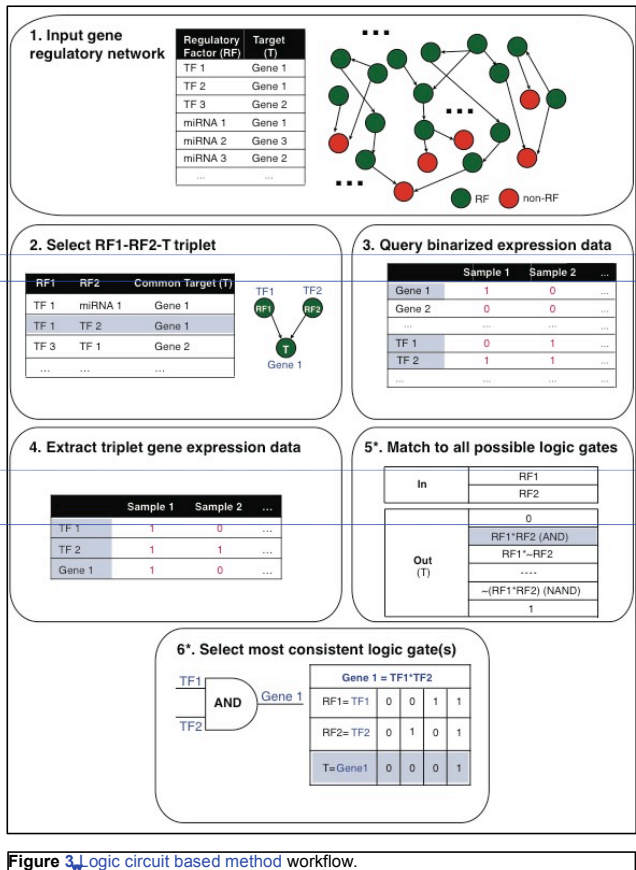 1. Input gene
regulatory network
Regulatory Factor (RF) Target (T)
TF 1 Gene 1
TF 2 Gene 1
TF 3 Gene 2
miRNA 1 Gene 1
miRNA 2 Gene 3
miRNA 3 Gene 2
... ...
...
...
...
RF non-RF
2. Select RF1-RF2-T triplet
RF1 RF2 Common Target (T)
TF 1 miRNA 1 Gene 1
TF 1 TF 2 Gene 1
TF 3 TF 1 Gene 2
... ... ...
TF1 TF2
RF1 RF2
T
Gene 1
3. Query binarized expression data
Sample 1 Sample 2 ...
Gene 1 1 0 ...
Gene 2 0 0 ...
... ... ... ...
TF 1 0 1 ...
TF 2 1 1 ...
... ... ... ...
4. Extract triplet gene expression data
Sample 1 Sample 2 ...
TF 1 1 0 ...
TF 2 1 1 ...
Gene 1 1 0 ...
5*. Match to all possible logic gates
In
RF1
RF2
Out
(T)
0
RF1*RF2 (AND)
RF1*~RF2
----
~(RF1*RF2) (NAND)
1
6*. Select most consistent logic gate(s)
TF1
TF2
AND
Gene 1
Gene 1 = TF1*TF2
RF1= TF1 0 0 1 1
RF2= TF2 0 1 0 1
T=Gene1 0 0 0 1
Figure 3 Logic circuit based method workflow.